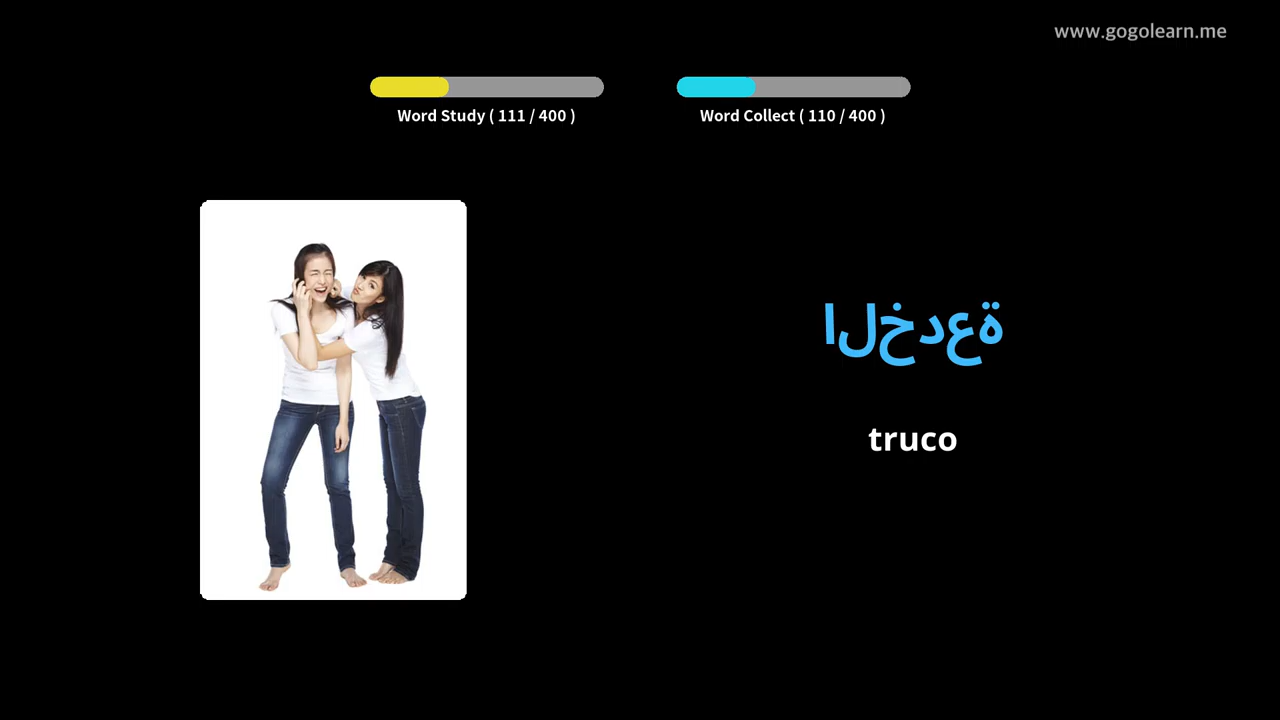 www.gogolearn.me
Word Study ( 111 / 400 )
Word Collect ( 110 / 400 )
الخدعة
truco